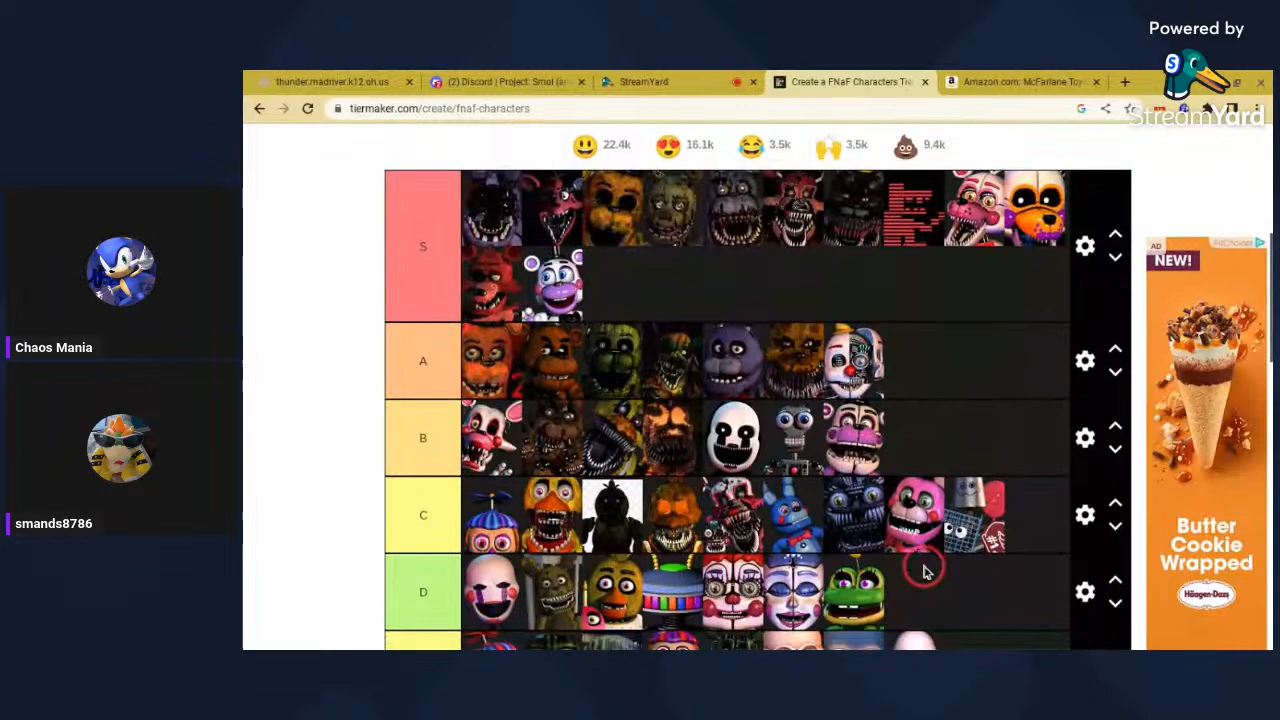 Powered by
StreamYard
thunder.madriver.k12.oh.us
(2) Discord | Project: Smol (a
StreamYard
Create a FNaF Characters Tie
Amazon.com: McFarlane Toy
tiermaker.com/create/fnaf-characters
22.4k
16.1k
3.5k
3.5k
9.4k
S
A
B
C
D
Chaos Mania
smands8786
AD
AdChoices
NEW!
Butter
Cookie
Wrapped
Häagen-Dazs